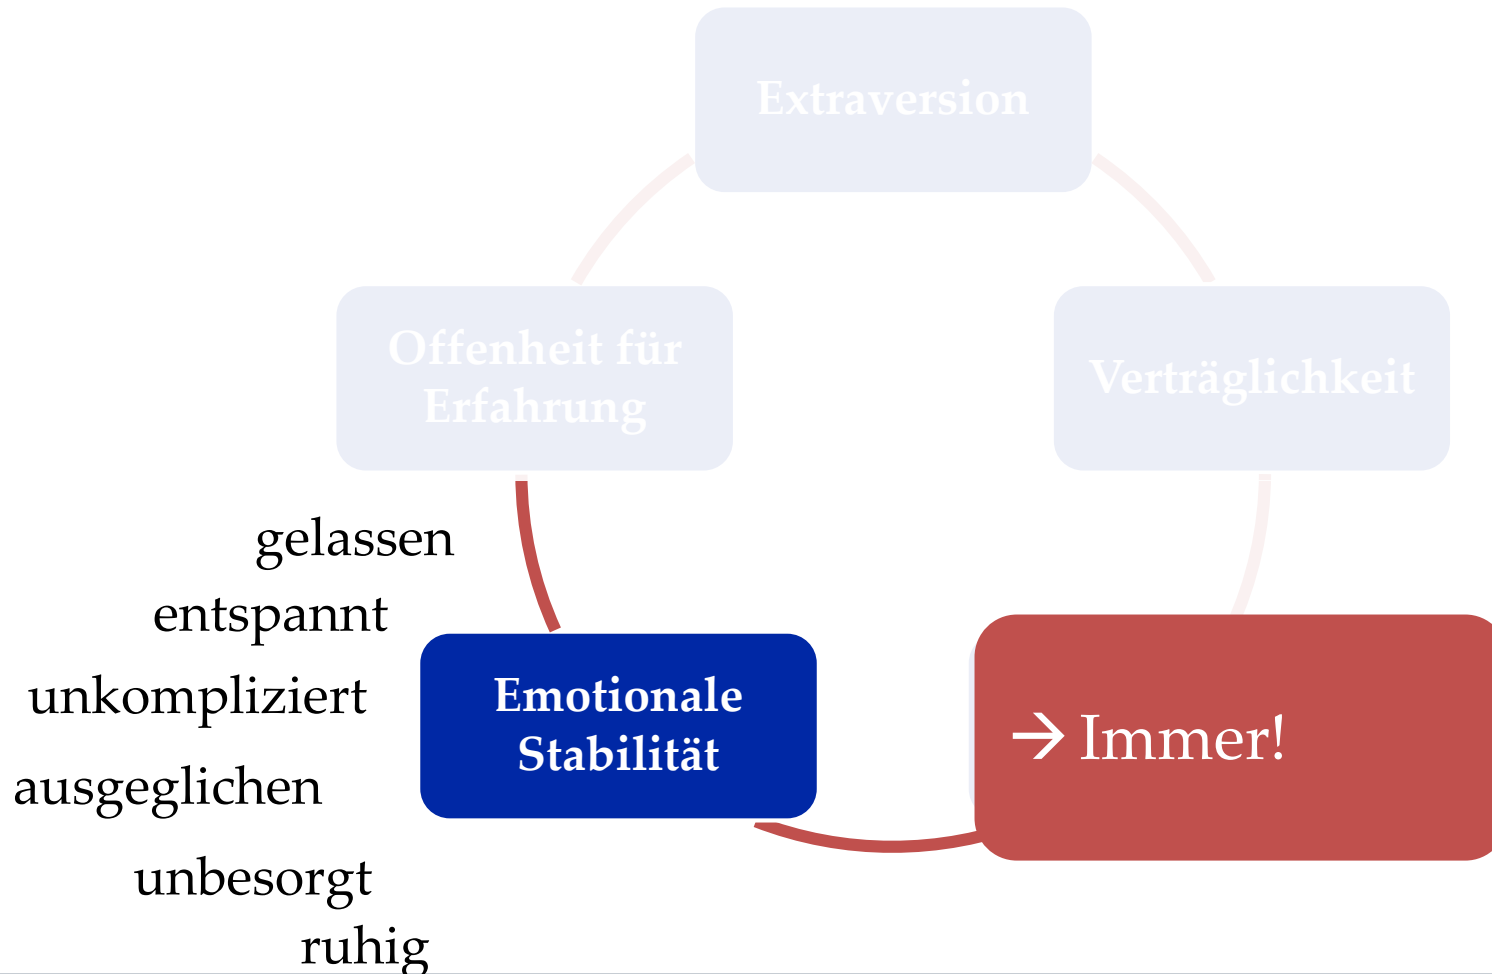 Extraversion
Offenheit für
Erfahrung
Verträglichkeit
gelassen
entspannt
unkompliziert
ausgeglichen
unbesorgt
ruhig
Emotionale
Stabilität
→ Immer!